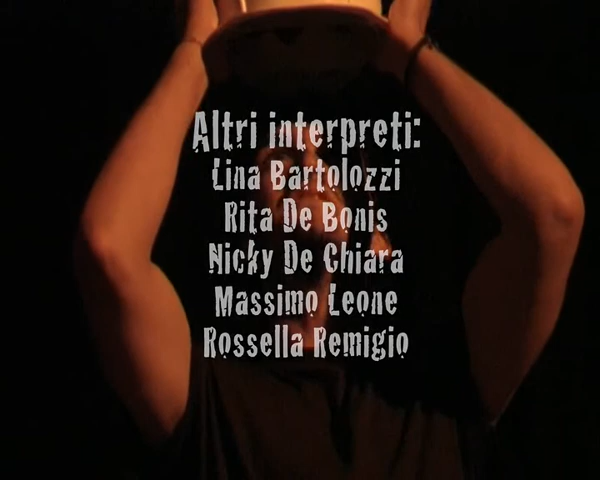 Altri interpreti:
Lina Bartolozzi
Rita De Bonis
Nicky De Chiara
Massimo Leone
Rossella Remigio